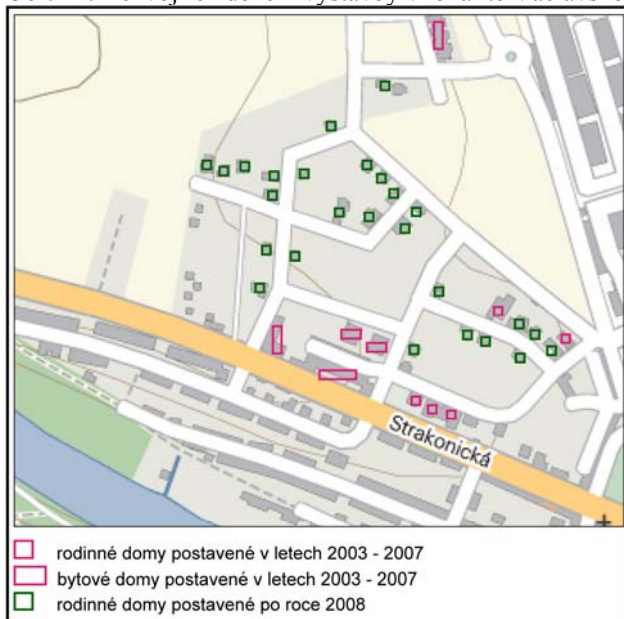 Strakonická
rodinné domy postavené v letech 2003 - 2007
bytové domy postavené v letech 2003 - 2007
rodinné domy postavené po roce 2008